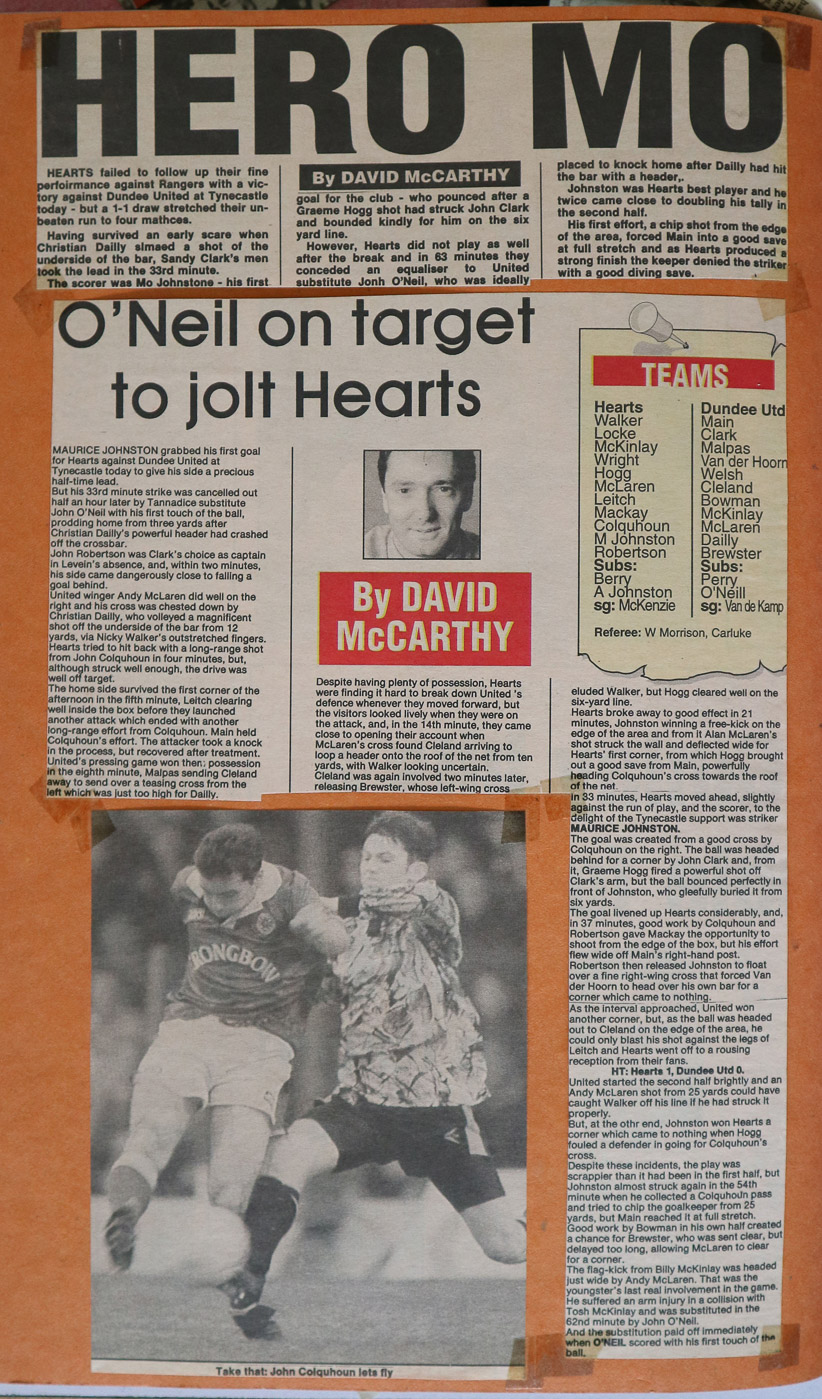 HERO MO
HEARTS failed to follow up their fine
performance against Rangers with a vic-
tory against Dundee United at Tynecastle
today - but a 1-1 draw stretched their un-
beaten run to four mathces.
Having survived an early scare when
Christian Dailly slmaed a shot of the
underside of the bar, Sandy Clark's men
took the lead in the 33rd minute.
The scorer was Mo Johnstone - his first
By DAVID McCARTHY
goal for the club - who pounced after a
Graeme Hogg shot had struck John Clark
and bounded kindly for him on the six
yard line.
However, Hearts did not play as well
after the break and in 63 minutes they
conceded an equaliser to United
substitute Jonh O'Neil, who was ideally
placed to knock home after Dailly had hit
the bar with a header,.
Johnston was Hearts best player and he
twice came close to doubling his tally in
the second half.
His first effort, a chip shot from the edge
of the area, forced Main into a good save
at full stretch and as Hearts produced a
strong finish the keeper denied the striker
with a good diving save.
O'Neil on target
to jolt Hearts
MAURICE JOHNSTON grabbed his first goal
for Hearts against Dundee United at
Tynecastle today to give his side a precious
half-time lead.
But his 33rd minute strike was cancelled out
half an hour later by Tannadice substitute
John O'Neil with his first touch of the ball,
prodding home from three yards after
Christian Dailly's powerful header had crashed
off the crossbar.
John Robertson was Clark's choice as captain
in Levein's absence, and, within two minutes,
his side came dangerously close to falling a
goal behind.
United winger Andy McLaren did well on the
right and his cross was chested down by
Christian Dailly, who volleyed a magnificent
shot off the underside of the bar from 12
yards, via Nicky Walker's outstretched fingers.
Hearts tried to hit back with a long-range shot
from John Colquhoun in four minutes, but,
although struck well enough, the drive was
well off target.
The home side survived the first corner of the
afternoon in the fifth minute, Leitch clearing
well inside the box before they launched
another attack which ended with another
long-range effort from Colquhoun. Main held
Colquhoun's effort. The attacker took a knock
in the process, but recovered after treatment.
United's pressing game won then; possession
in the eighth minute, Malpas sending Cleland
away to send over a teasing cross from the
left which was just too high for Dailly.
By DAVID
McCARTHY
Despite having plenty of possession, Hearts
were finding it hard to break down United 's
defence whenever they moved forward, but
the visitors looked lively when they were on
the attack, and, in the 14th minute, they came
close to opening their account when
McLaren's cross found Cleland arriving to
loop a header onto the roof of the net from ten
yards, with Walker looking uncertain.
Cleland was again involved two minutes later,
releasing Brewster, whose left-wing cross
TEAMS
Hearts
Walker
Locke
McKinlay
Wright
Hogg
McLaren
Leitch
Mackay
Colquhoun
M Johnston
Robertson
Subs:
Berry
A Johnston
sg: McKenzie
Dundee Utd
Main
Clark
Malpas
Van der Hoorn
Welsh
Cleland
Bowman
McKinlay
McLaren
Dailly
Brewster
Subs:
Perry
O'Neill
sg: Van de Kamp
Referee: W Morrison, Carluke
eluded Walker, but Hogg cleared well on the
six-yard line.
Hearts broke away to good effect in 21
minutes, Johnston winning a free-kick on the
edge of the area and from it Alan McLaren's
shot struck the wall and deflected wide for
Hearts' first corner, from which Hogg brought
out a good save from Main, powerfully
heading Colquhoun's cross towards the roof
of the net.
In 33 minutes, Hearts moved ahead, slightly
against the run of play, and the scorer, to the
delight of the Tynecastle support was striker
MAURICE JOHNSTON.
The goal was created from a good cross by
Colquhoun on the right. The ball was headed
behind for a corner by John Clark and, from
it, Graeme Hogg fired a powerful shot off
Clark's arm, but the ball bounced perfectly in
front of Johnston, who gleefully buried it from
six yards.
The goal livened up Hearts considerably, and,
in 37 minutes, good work by Colquhoun and
Robertson gave Mackay the opportunity to
shoot from the edge of the box, but his effort
flew wide off Main's right-hand post.
Robertson then released Johnston to float
over a fine right-wing cross that forced Van
der Hoorn to head over his own bar for a
corner which came to nothing.
As the interval approached, United won
another corner, but, as the ball was headed
out to Cleland on the edge of the area, he
could only blast his shot against the legs of
Leitch and Hearts went off to a rousing
reception from their fans.
HT: Hearts 1, Dundee Utd 0.
United started the second half brightly and an
Andy McLaren shot from 25 yards could have
caught Walker off his line if he had struck it
properly.
But, at the othr end, Johnston won Hearts a
corner which came to nothing when Hogg
fouled a defender in going for Colquhoun's
cross.
Despite these incidents, the play was
scrappier than it had been in the first half, but
Johnston almost struck again in the 54th
minute when he collected a Colquhoun pass
and tried to chip the goalkeeper from 25
yards, but Main reached it at full stretch.
Good work by Bowman in his own half created
a chance for Brewster, who was sent clear, but
delayed too long, allowing McLaren to clear
for a corner.
The flag-kick from Billy McKinlay was headed
just wide by Andy McLaren. That was the
youngster's last real involvement in the game.
He suffered an arm injury in a collision with
Tosh McKinlay and was substituted in the
62nd minute by John O'Neil.
And the substitution paid off immediately
when O'NEIL scored with his first touch of the
ball.
STRONGBOW
Take that: John Colquhoun lets fly